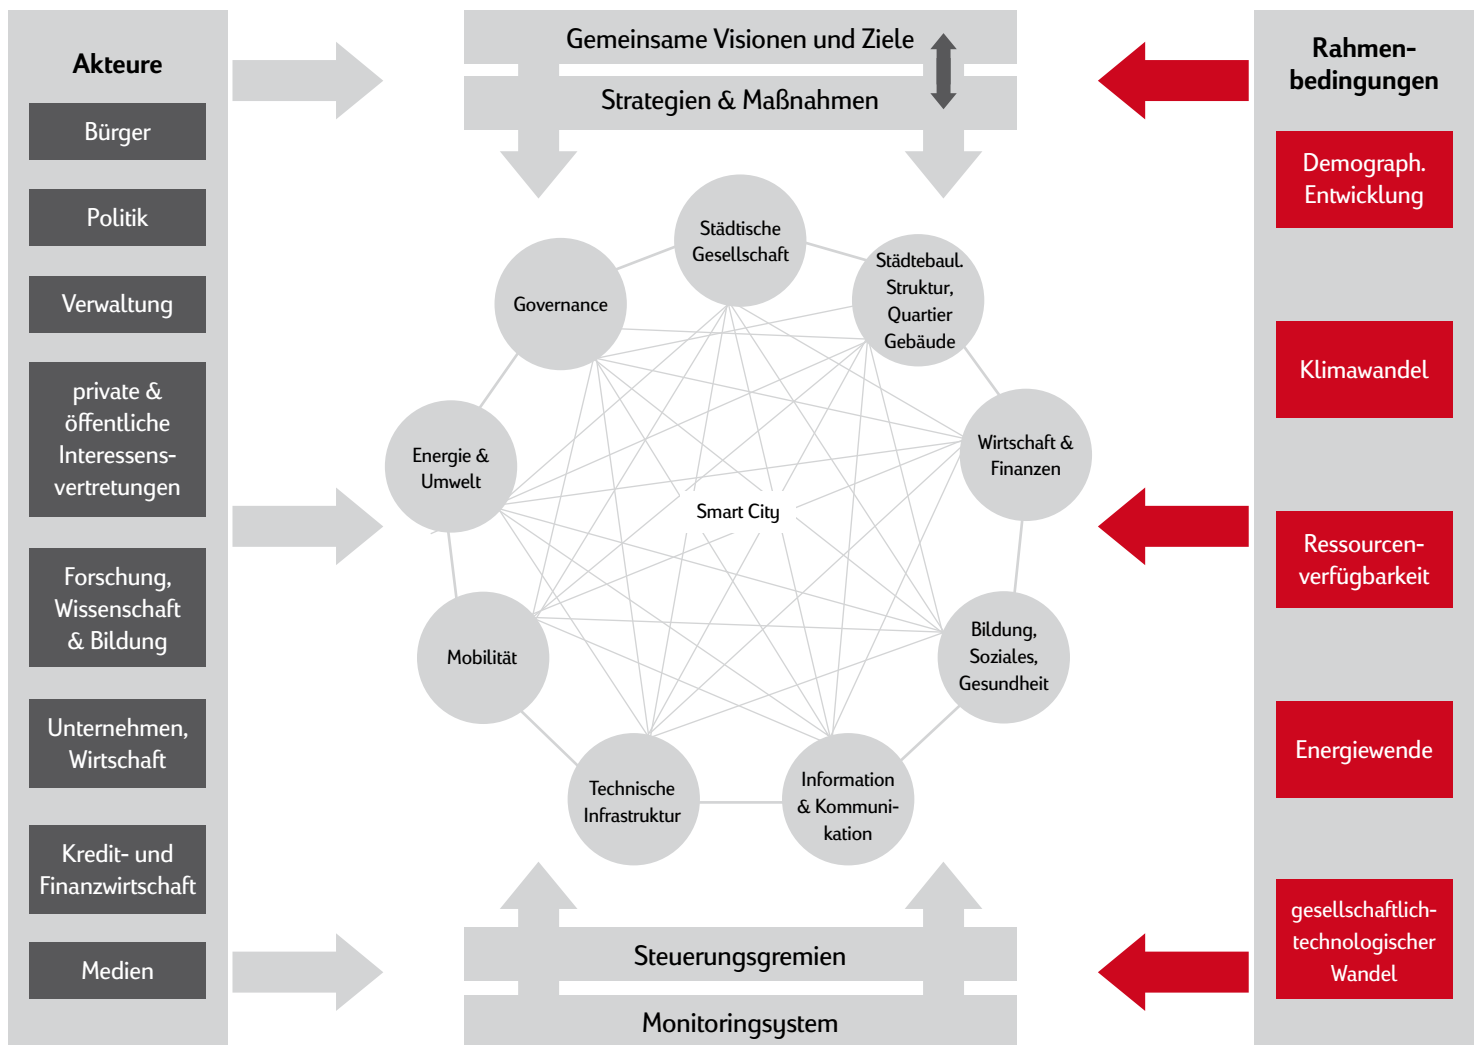 Akteure
Bürger
Politik
Verwaltung
private &
öffentliche
Interessens-
vertretungen
Forschung,
Wissenschaft
& Bildung
Unternehmen,
Wirtschaft
Kredit- und
Finanzwirtschaft
Medien
Gemeinsame Visionen und Ziele
Strategien & Maßnahmen
Städtische
Gesellschaft
Städtebaul.
Struktur,
Quartier
Gebäude
Governance
Wirtschaft &
Finanzen
Energie &
Umwelt
Smart City
Bildung,
Soziales,
Gesundheit
Mobilität
Technische
Infrastruktur
Information
& Kommuni-
kation
Steuerungsgremien
Monitoringsystem
Rahmen-
bedingungen
Demograph.
Entwicklung
Klimawandel
Ressourcen-
verfügbarkeit
Energiewende
gesellschaftlich-
technologischer
Wandel